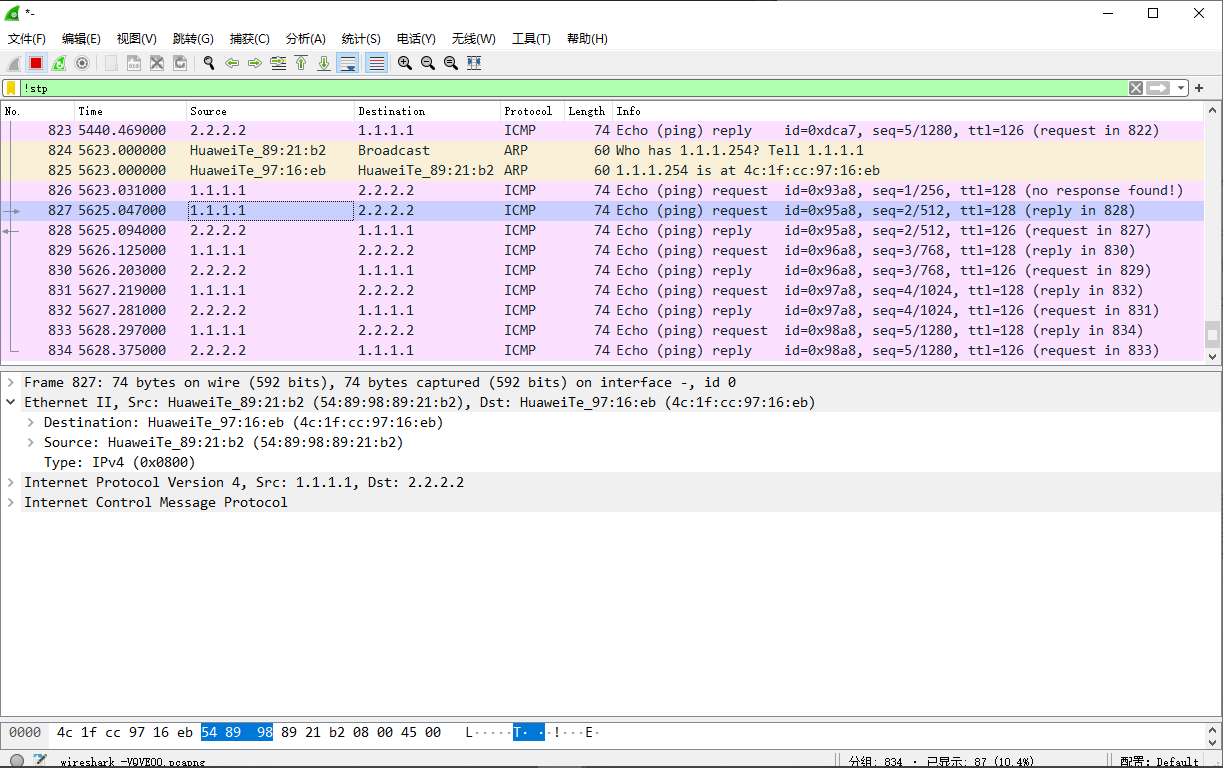 *-
文件(F) 编辑(E) 视图(V) 跳转(G) 捕获(C) 分析(A) 统计(S) 电话(Y) 无线(W) 工具(T) 帮助(H)
!stp
No. Time Source Destination Protocol Length Info
823 5440.469000 2.2.2.2 1.1.1.1 ICMP 74 Echo (ping) reply id=0xdca7, seq=5/1280, ttl=126 (request in 822)
824 5623.000000 HuaweiTe_89:21:b2 Broadcast ARP 60 Who has 1.1.1.254? Tell 1.1.1.1
825 5623.000000 HuaweiTe_97:16:eb HuaweiTe_89:21:b2 ARP 60 1.1.1.254 is at 4c:1f:cc:97:16:eb
826 5623.031000 1.1.1.1 2.2.2.2 ICMP 74 Echo (ping) request id=0x93a8, seq=1/256, ttl=128 (no response found!)
827 5625.047000 1.1.1.1 2.2.2.2 ICMP 74 Echo (ping) request id=0x95a8, seq=2/512, ttl=128 (reply in 828)
828 5625.094000 2.2.2.2 1.1.1.1 ICMP 74 Echo (ping) reply id=0x95a8, seq=2/512, ttl=126 (request in 827)
829 5626.125000 1.1.1.1 2.2.2.2 ICMP 74 Echo (ping) request id=0x96a8, seq=3/768, ttl=128 (reply in 830)
830 5626.203000 2.2.2.2 1.1.1.1 ICMP 74 Echo (ping) reply id=0x96a8, seq=3/768, ttl=126 (request in 829)
831 5627.219000 1.1.1.1 2.2.2.2 ICMP 74 Echo (ping) request id=0x97a8, seq=4/1024, ttl=128 (reply in 832)
832 5627.281000 2.2.2.2 1.1.1.1 ICMP 74 Echo (ping) reply id=0x97a8, seq=4/1024, ttl=126 (request in 831)
833 5628.297000 1.1.1.1 2.2.2.2 ICMP 74 Echo (ping) request id=0x98a8, seq=5/1280, ttl=128 (reply in 834)
834 5628.375000 2.2.2.2 1.1.1.1 ICMP 74 Echo (ping) reply id=0x98a8, seq=5/1280, ttl=126 (request in 833)
Frame 827: 74 bytes on wire (592 bits), 74 bytes captured (592 bits) on interface -, id 0
Ethernet II, Src: HuaweiTe_89:21:b2 (54:89:98:89:21:b2), Dst: HuaweiTe_97:16:eb (4c:1f:cc:97:16:eb)
Destination: HuaweiTe_97:16:eb (4c:1f:cc:97:16:eb)
Source: HuaweiTe_89:21:b2 (54:89:98:89:21:b2)
Type: IPv4 (0x0800)
Internet Protocol Version 4, Src: 1.1.1.1, Dst: 2.2.2.2
Internet Control Message Protocol
0000 4c 1f cc 97 16 eb 54 89 98 89 21 b2 08 00 45 00 L·····T· ·!···E·
wireshark_-VQVEOO.pcapng 分组: 834 · 已显示: 87 (10.4%) 配置: Default